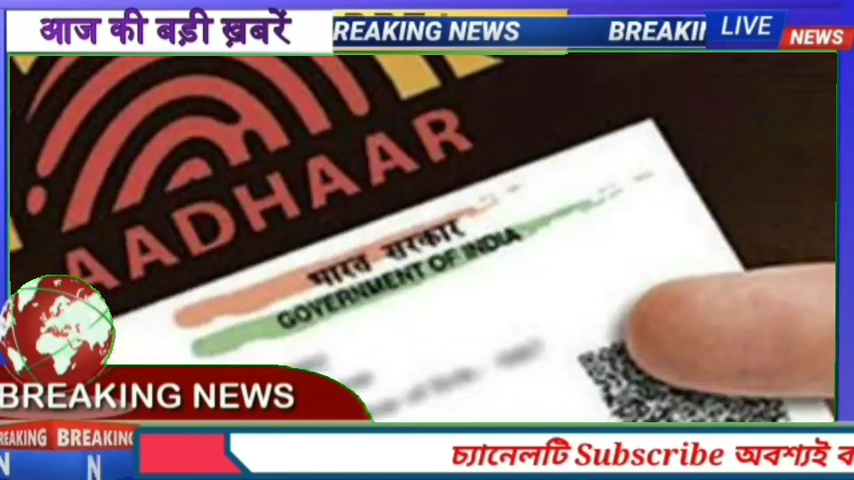 आज की बड़ी ख़बरें
REAKING NEWS
BREAKI
LIVE
NEWS
AADHAAR
भारत सरकार
GOVERNMENT OF INDIA
BREAKING NEWS
REAKING BREAKING
N N
চ্যানেলটি Subscribe অবশ্যই ক